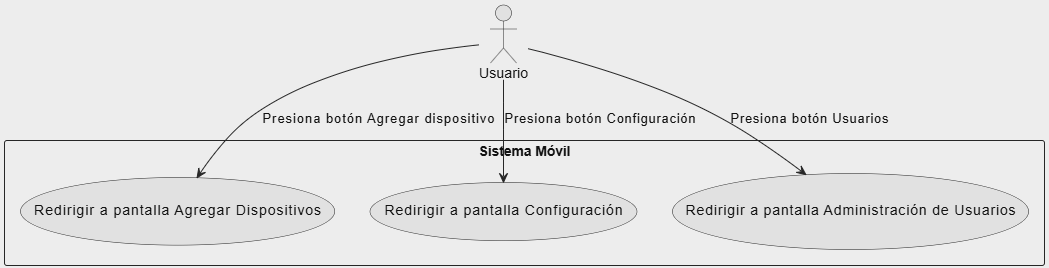 Usuario
Presiona botón Agregar dispositivo
Presiona botón Configuración
Presiona botón Usuarios
Sistema Móvil
Redirigir a pantalla Agregar Dispositivos
Redirigir a pantalla Configuración
Redirigir a pantalla Administración de Usuarios